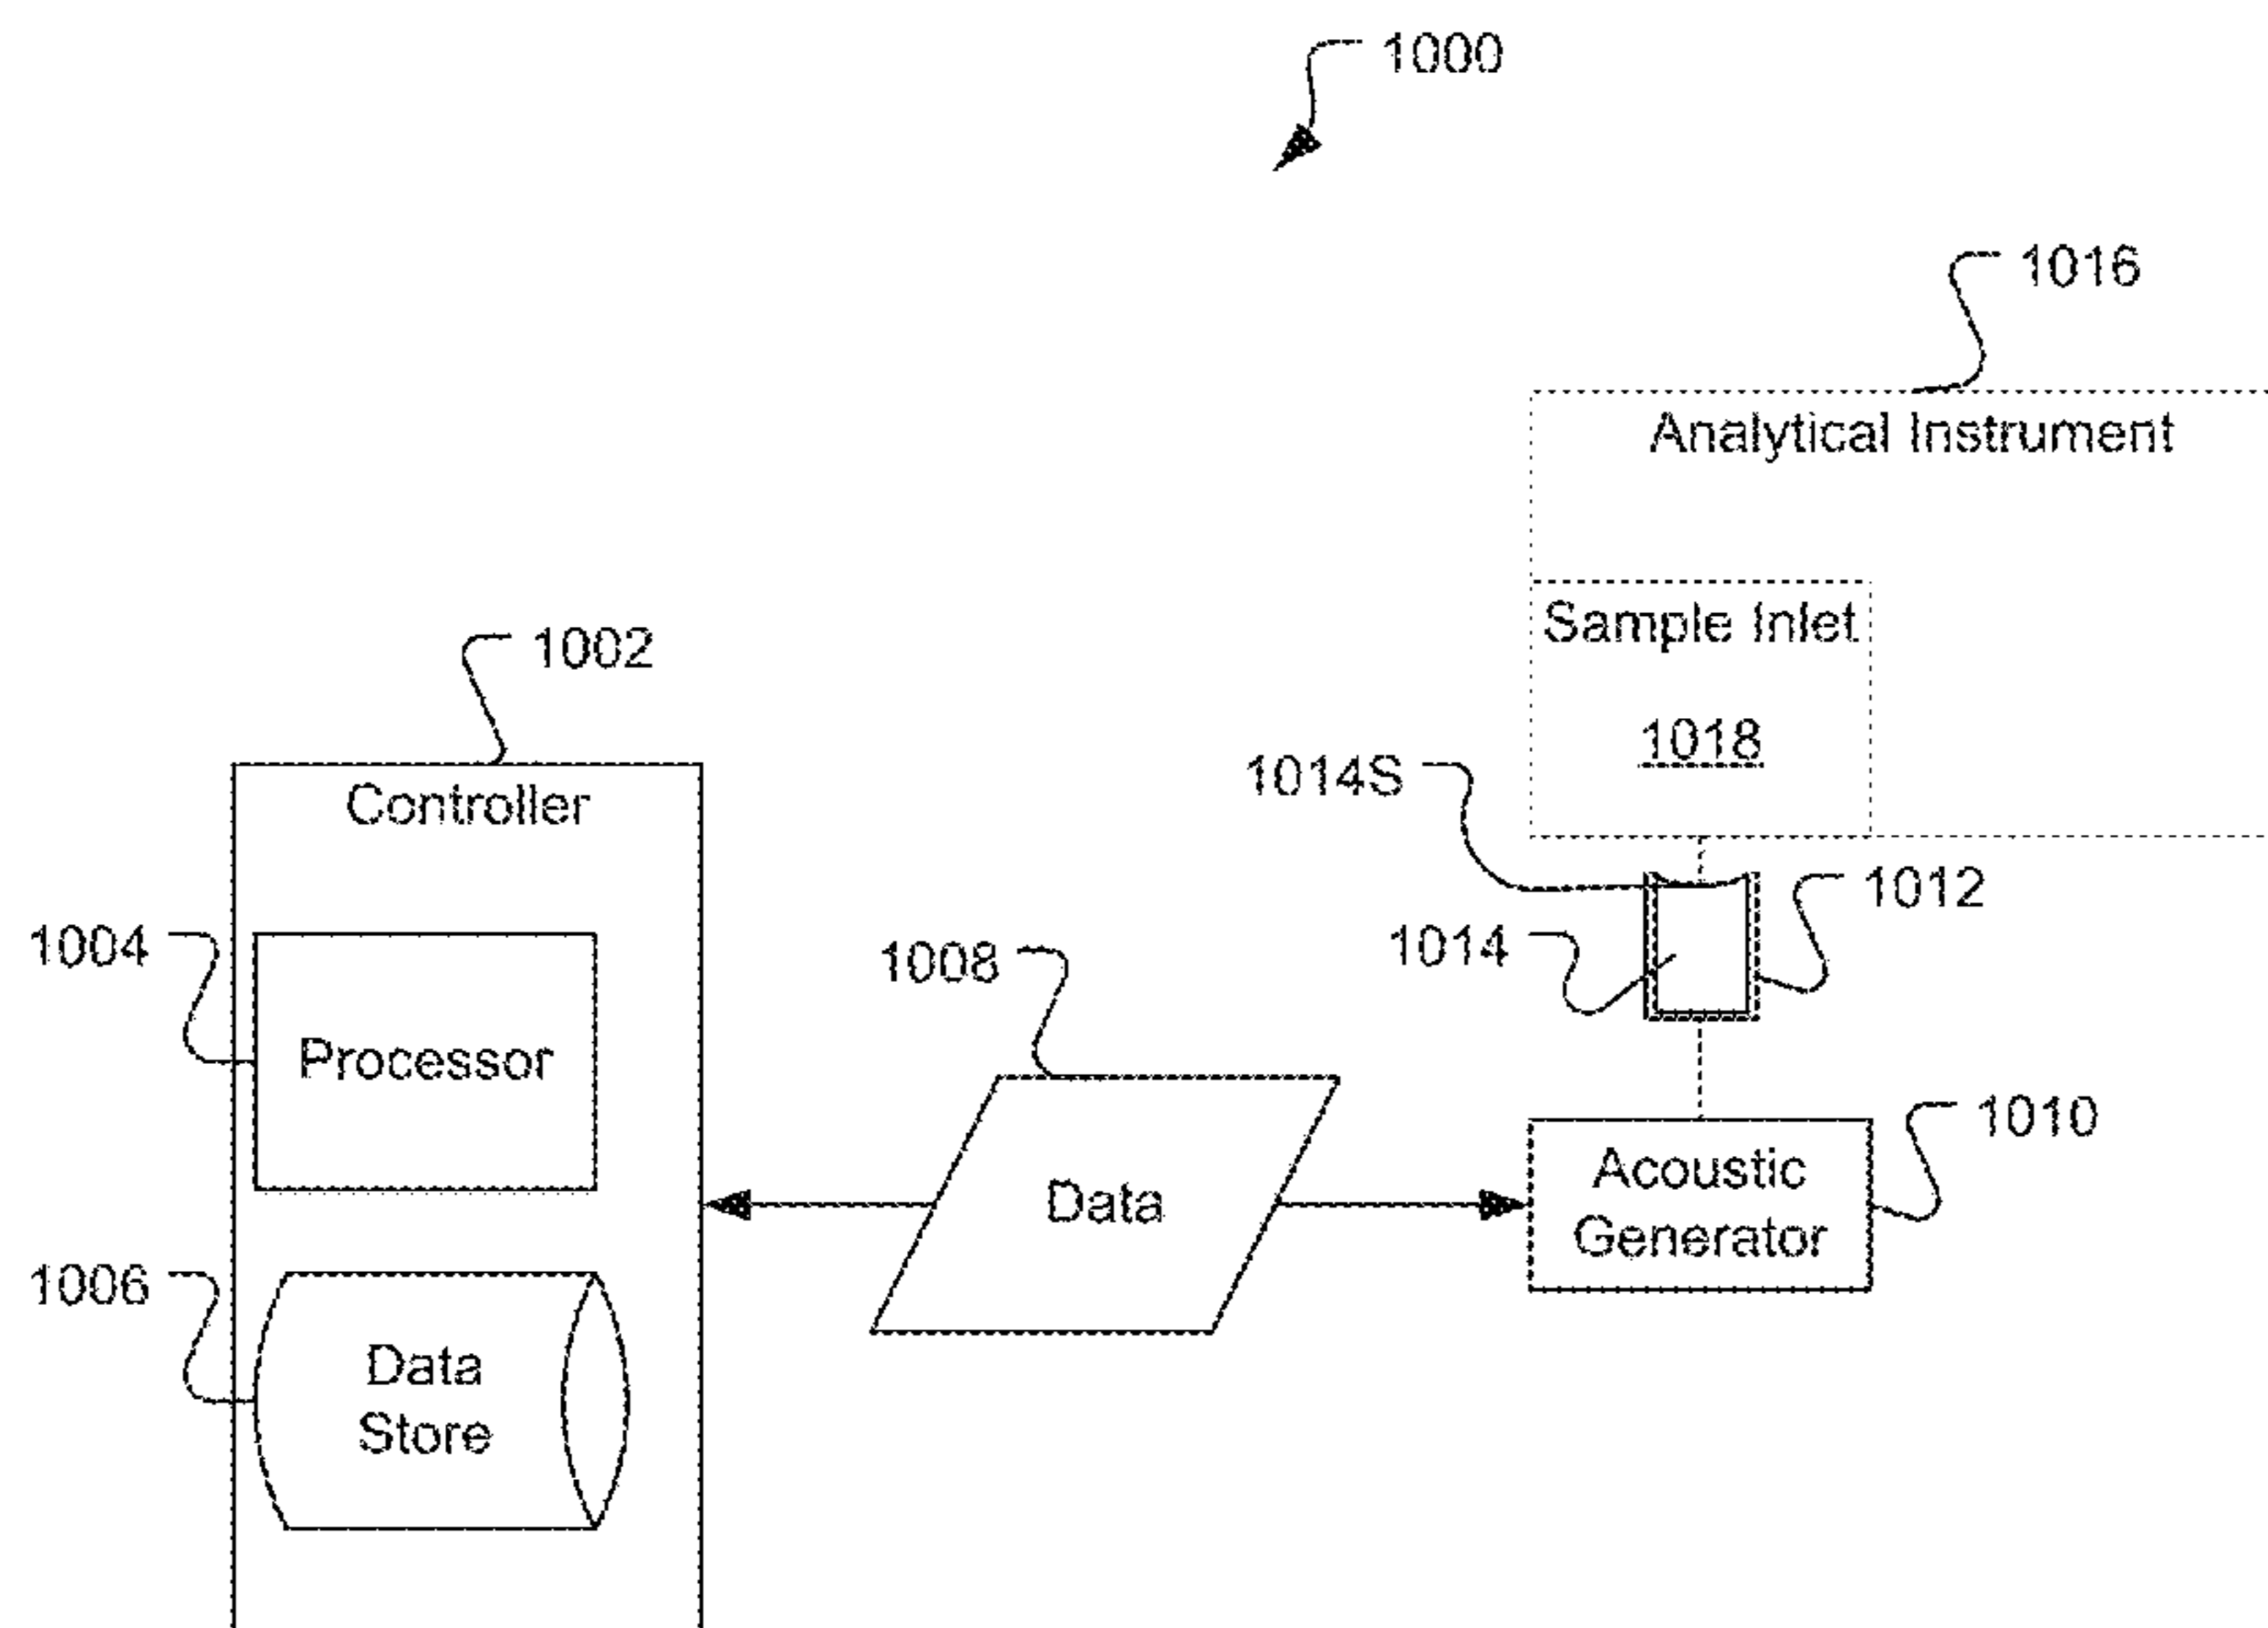 1000
1016
Analytical Instrument
Sample Inlet
1018
1002
Controller
1014S
1012
1004
1008
1014
Processor
1010
Acoustic
Generator
Data
1006
Data
Store